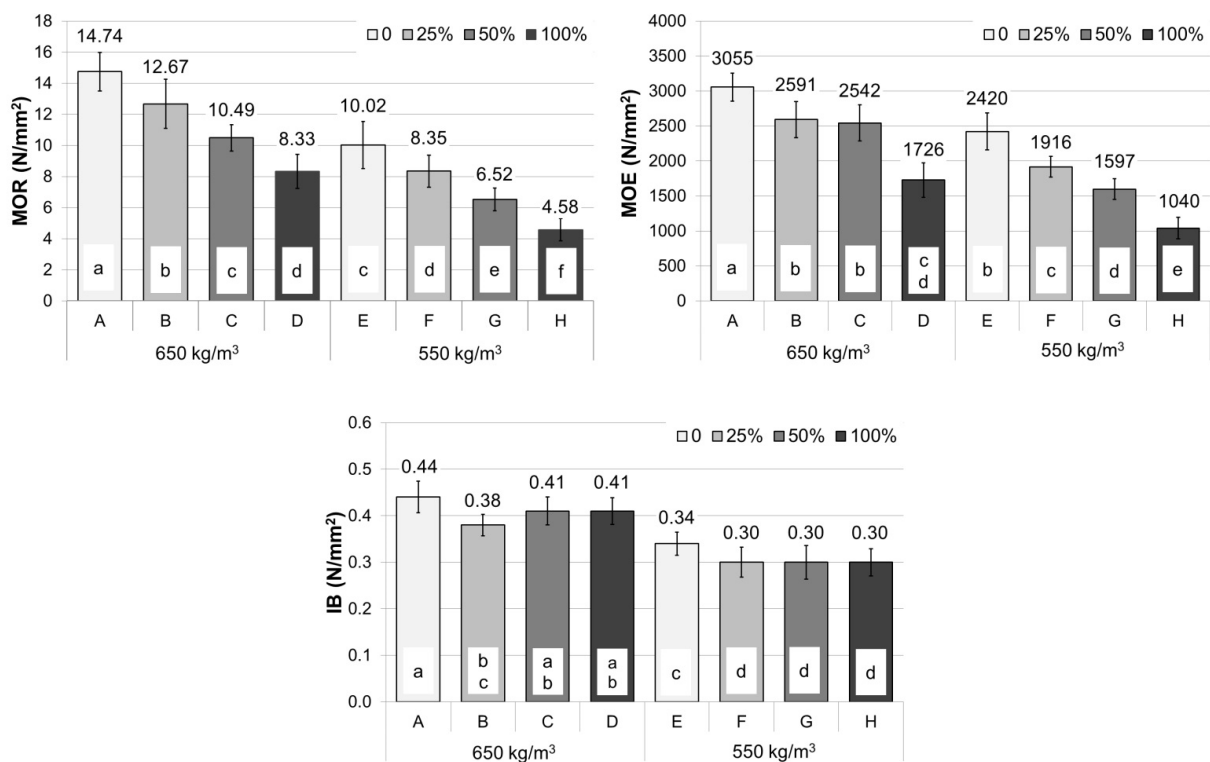 MOR (N/mm²)
18
16
14
12
10
8
6
4
2
0
0 25% 50% 100%
14.74
12.67
10.49
8.33
10.02
8.35
6.52
4.58
a b c d c d e f
A B C D E F G H
650 kg/m³ 550 kg/m³
MOE (N/mm²)
4000
3500
3000
2500
2000
1500
1000
500
0
0 25% 50% 100%
3055
2591
2542
1726
2420
1916
1597
1040
a b b c b c d e
d
A B C D E F G H
650 kg/m³ 550 kg/m³
IB (N/mm²)
0.6
0.5
0.4
0.3
0.2
0.1
0.0
0 25% 50% 100%
0.44
0.38
0.41
0.41
0.34
0.30
0.30
0.30
a b a a c d d d
c b b
A B C D E F G H
650 kg/m³ 550 kg/m³